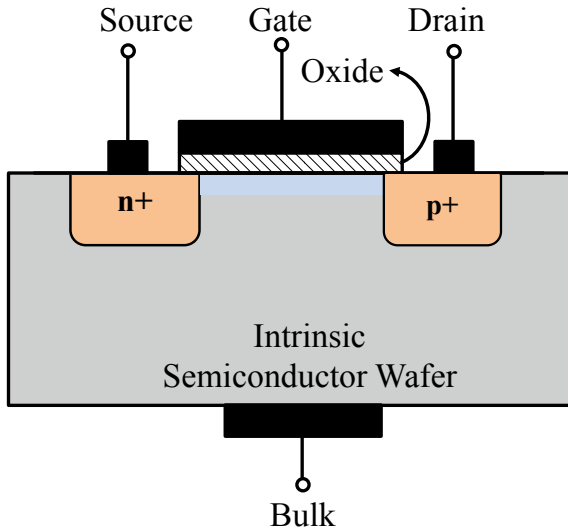 Source
Gate
Drain
Oxide
n+
p+
Intrinsic
Semiconductor Wafer
Bulk